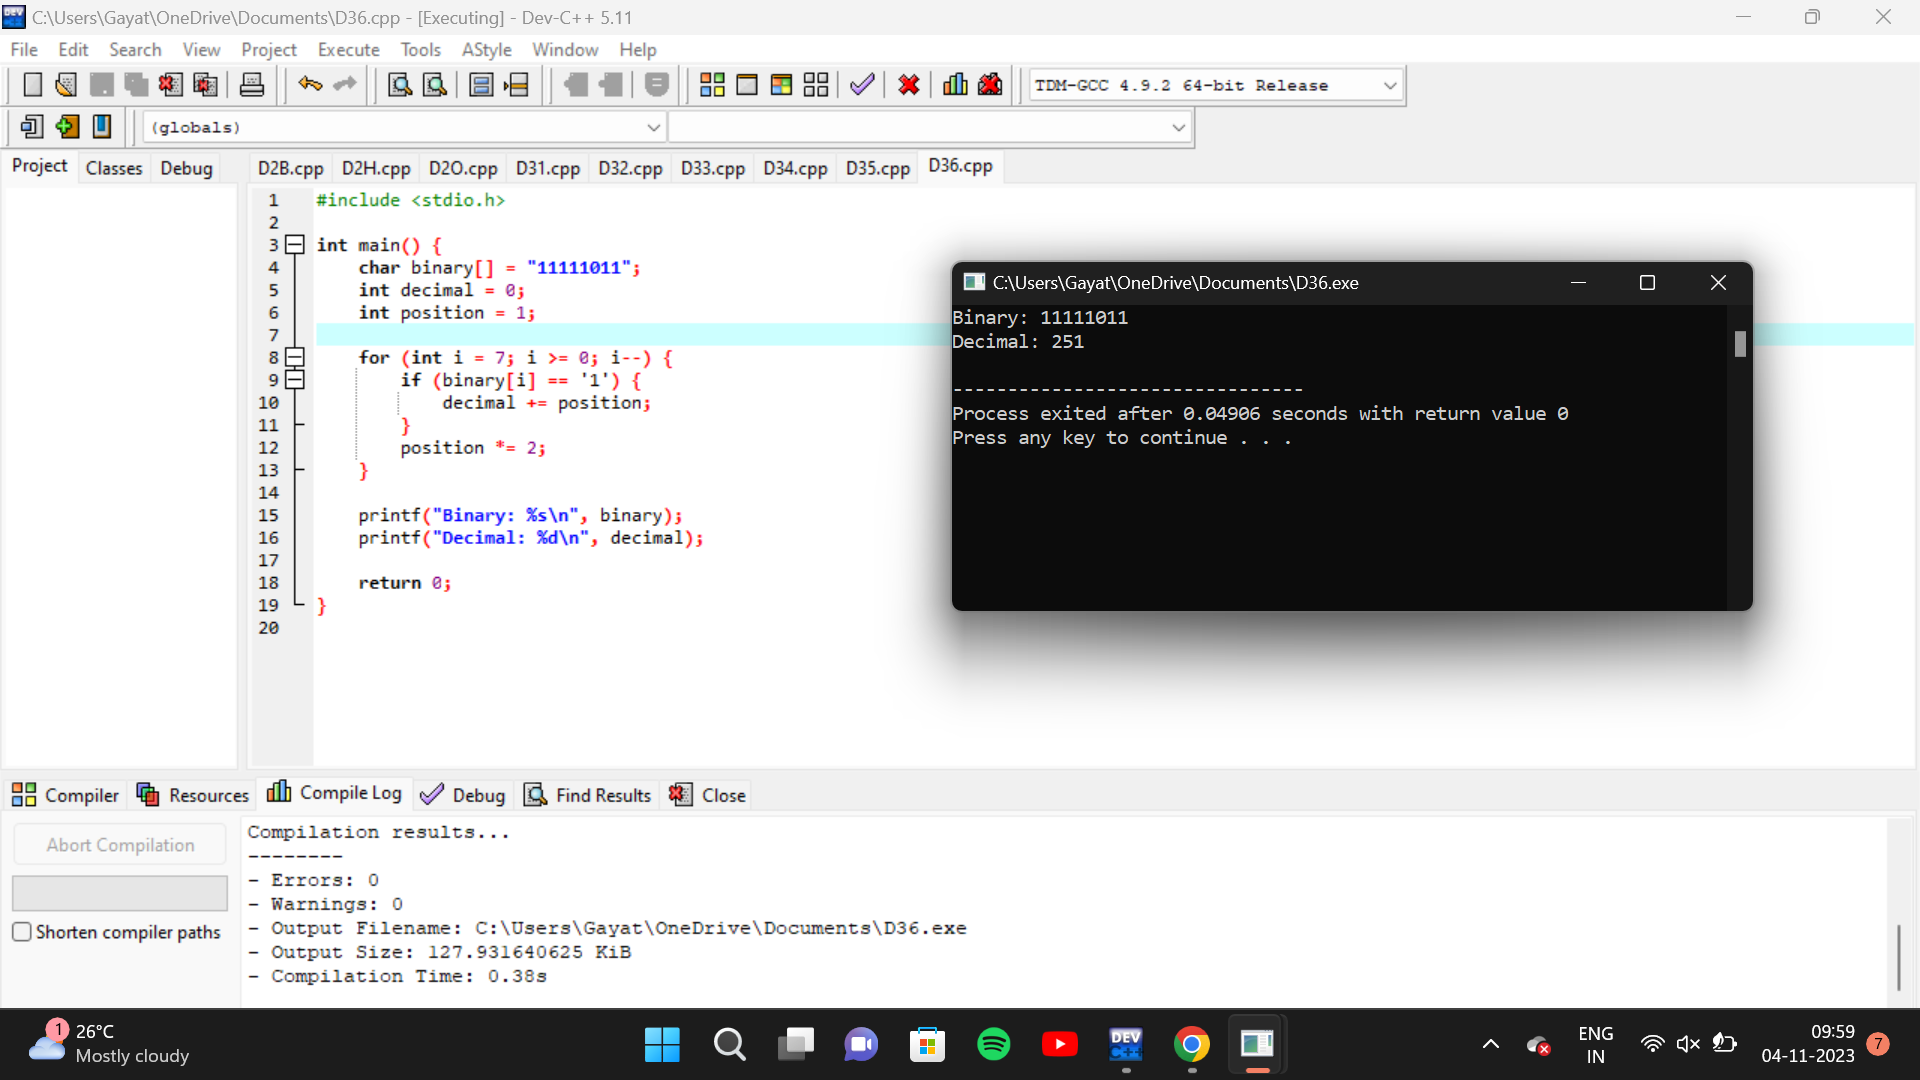 C:\Users\Gayat\OneDrive\Documents\D36.cpp - [Executing] - Dev-C++ 5.11
File Edit Search View Project Execute Tools AStyle Window Help
TDM-GCC 4.9.2 64-bit Release
(globals)
Project Classes Debug
D2B.cpp D2H.cpp D2O.cpp D31.cpp D32.cpp D33.cpp D34.cpp D35.cpp D36.cpp
1 #include <stdio.h>
2
3 int main() {
4 char binary[] = "11111011";
5 int decimal = 0;
6 int position = 1;
7
8 for (int i = 7; i >= 0; i--) {
9 if (binary[i] == '1') {
10 decimal += position;
11 }
12 position *= 2;
13 }
14
15 printf("Binary: %s\n", binary);
16 printf("Decimal: %d\n", decimal);
17
18 return 0;
19 }
20
C:\Users\Gayat\OneDrive\Documents\D36.exe
Binary: 11111011
Decimal: 251
--------------------------------
Process exited after 0.04906 seconds with return value 0
Press any key to continue . . .
Compiler Resources Compile Log Debug Find Results Close
Abort Compilation
Shorten compiler paths
Compilation results...
--------
- Errors: 0
- Warnings: 0
- Output Filename: C:\Users\Gayat\OneDrive\Documents\D36.exe
- Output Size: 127.931640625 KiB
- Compilation Time: 0.38s
1
26°C
Mostly cloudy
DEV
C++
ENG
IN
09:59
04-11-2023
7